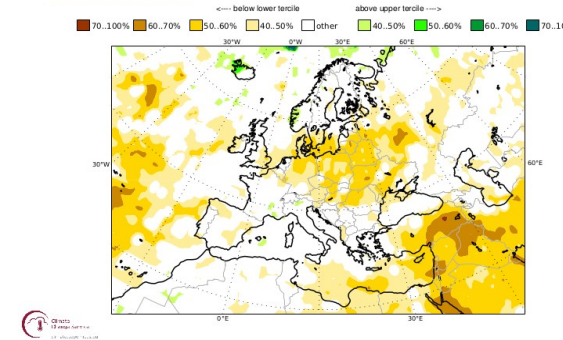 <---- below lower tercile above upper tercile ---->
70..100% 60..70% 50..60% 40..50% other 40..50% 50..60% 60..70% 70..10
30°W 0°W 30°E 60°E
30°W
60°E
0°E 30°E
Climate